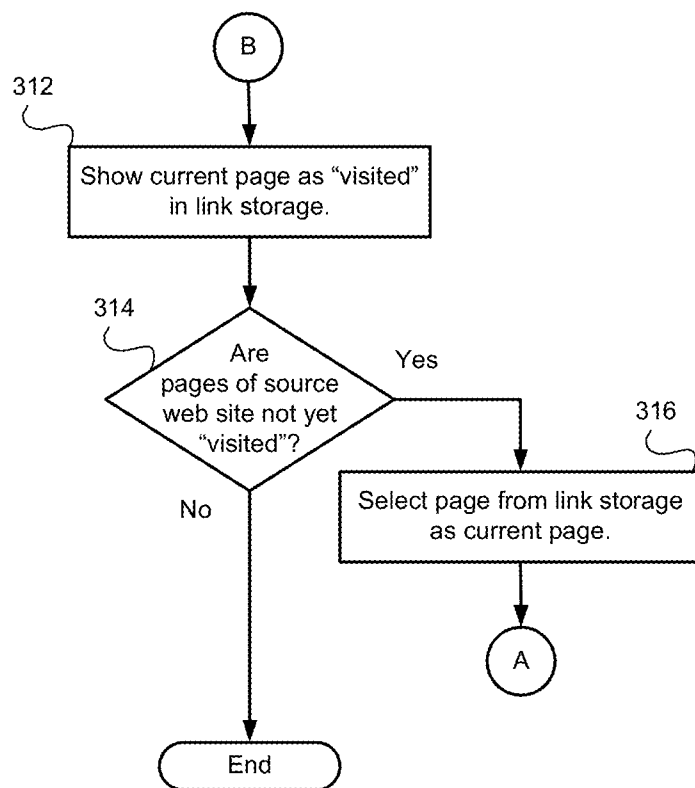 B
312
Show current page as “visited”
in link storage.
314
Are
pages of source
web site not yet
“visited”?
Yes
316
Select page from link storage
as current page.
No
A
End